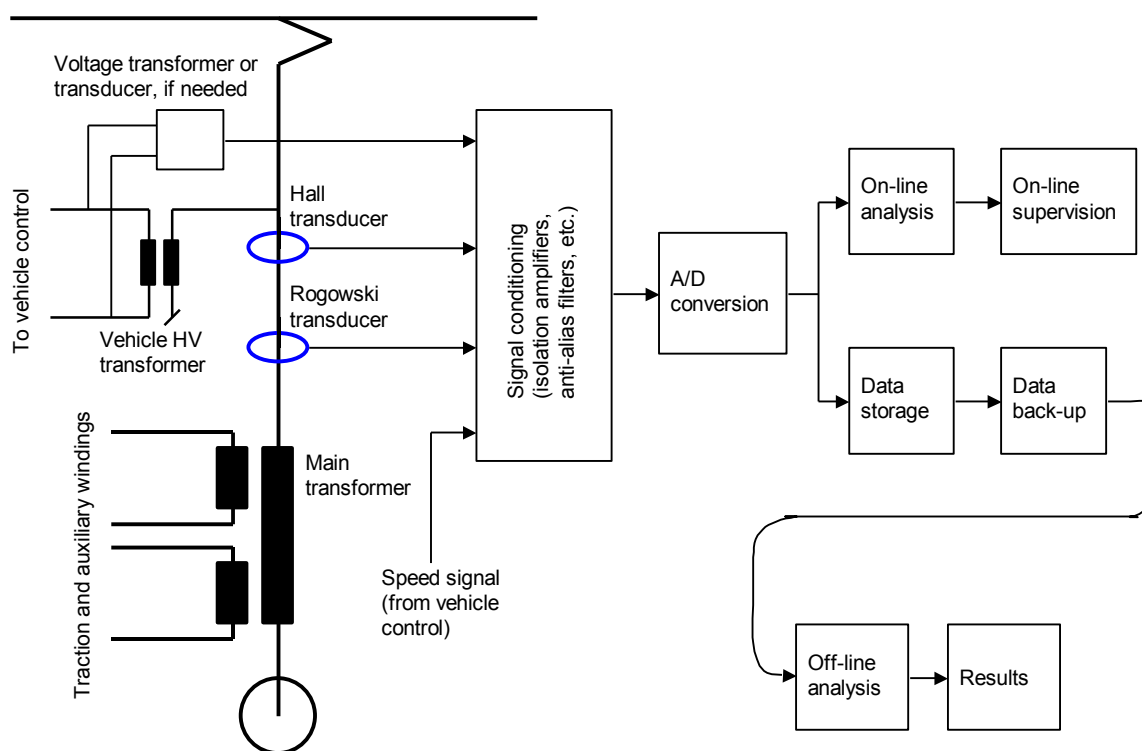 Voltage transformer or
transducer, if needed
To vehicle control
Hall
transducer
Rogowski
transducer
Vehicle HV
transformer
Signal conditioning
(isolation amplifiers,
anti-alias filters, etc.)
A/D
conversion
On-line
analysis
On-line
supervision
Data
storage
Data
back-up
Traction and auxiliary windings
Main
transformer
Speed signal
(from vehicle
control)
Off-line
analysis
Results